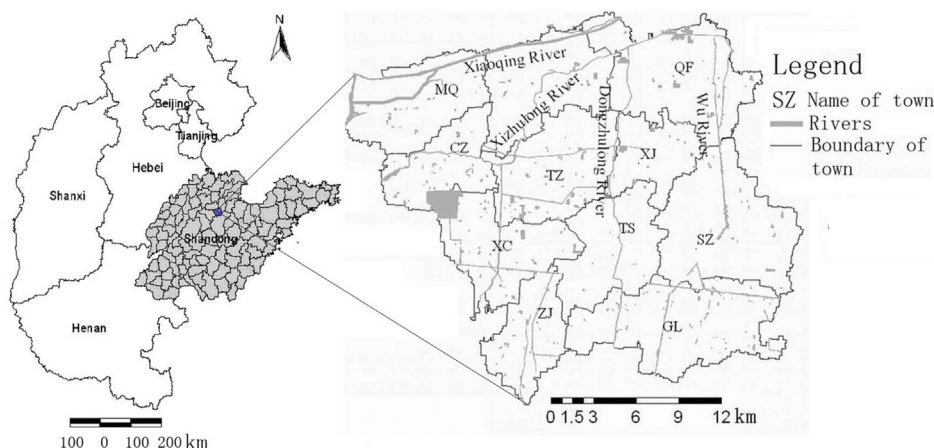 N
Beijing
Tianjing
Hebei
Shanxi
Shandong
Henan
100 0 100 200 km
Xiaoqing River
MQ
QF
Xizhulong River
Dongzhulong River
Wu River
CZ
TZ
XJ
XC
TS
SZ
ZJ
GL
0 1.5 3 6 9 12 km
Legend
SZ Name of town
Rivers
Boundary of
town